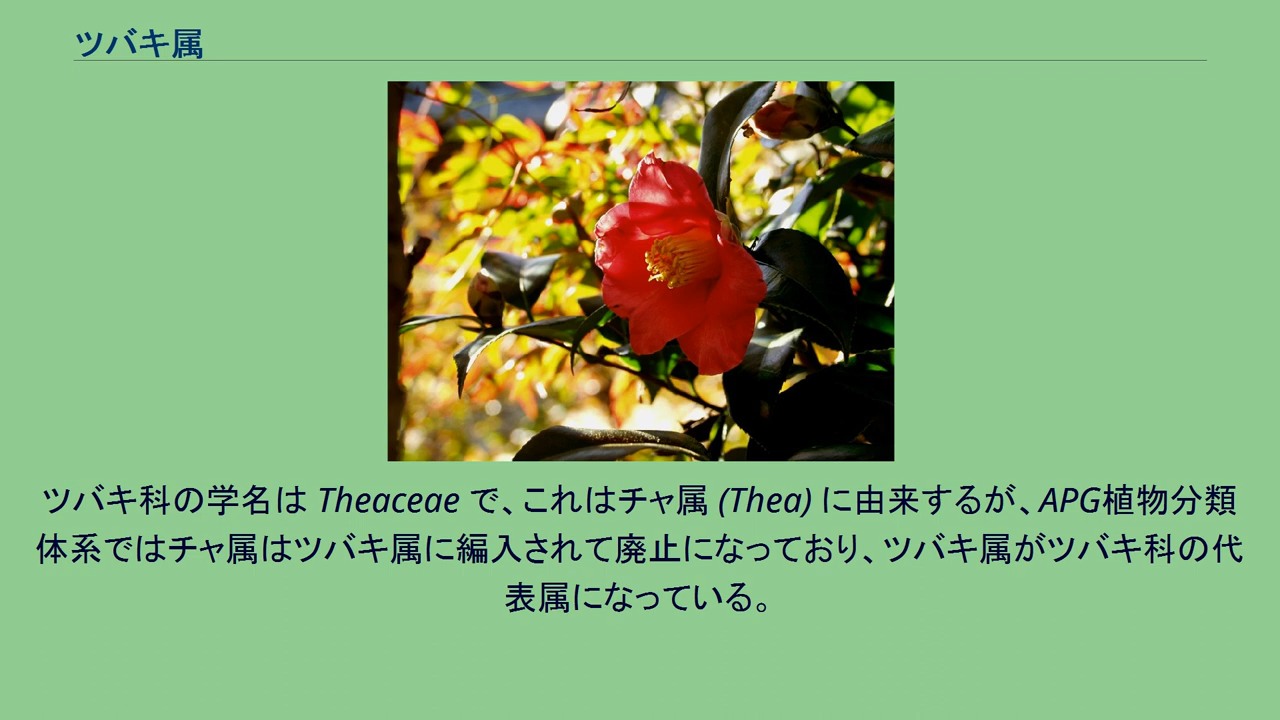 ツバキ属
ツバキ科の学名は Theaceae で、これはチャ属 (Thea) に由来するが、APG植物分類
体系ではチャ属はツバキ属に編入されて廃止になっており、ツバキ属がツバキ科の代
表属になっている。